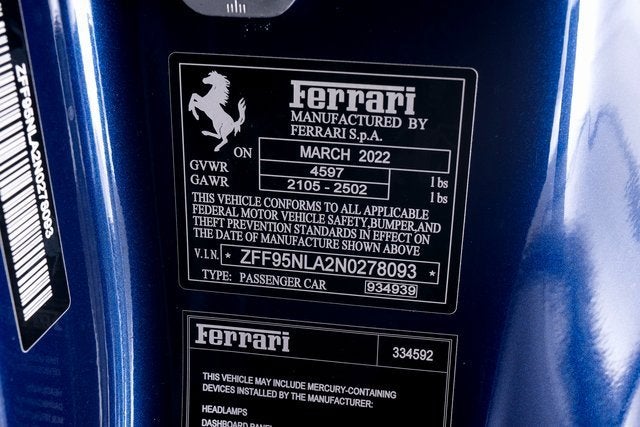 ZFF95NLA2N0278093
Ferrari
MANUFACTURED BY
FERRARI S.p.A.
ON MARCH 2022
GVWR 4597 lbs
GAWR 2105 - 2502 lbs
THIS VEHICLE CONFORMS TO ALL APPLICABLE
FEDERAL MOTOR VEHICLE SAFETY, BUMPER, AND
THEFT PREVENTION STANDARDS IN EFFECT ON
THE DATE OF MANUFACTURE SHOWN ABOVE
V.I.N. * ZFF95NLA2N0278093 *
TYPE: PASSENGER CAR 934939
Ferrari 334592
THIS VEHICLE MAY INCLUDE MERCURY-CONTAINING
DEVICES INSTALLED BY THE MANUFACTURER:
HEADLAMPS
DASHBOARD PANEL